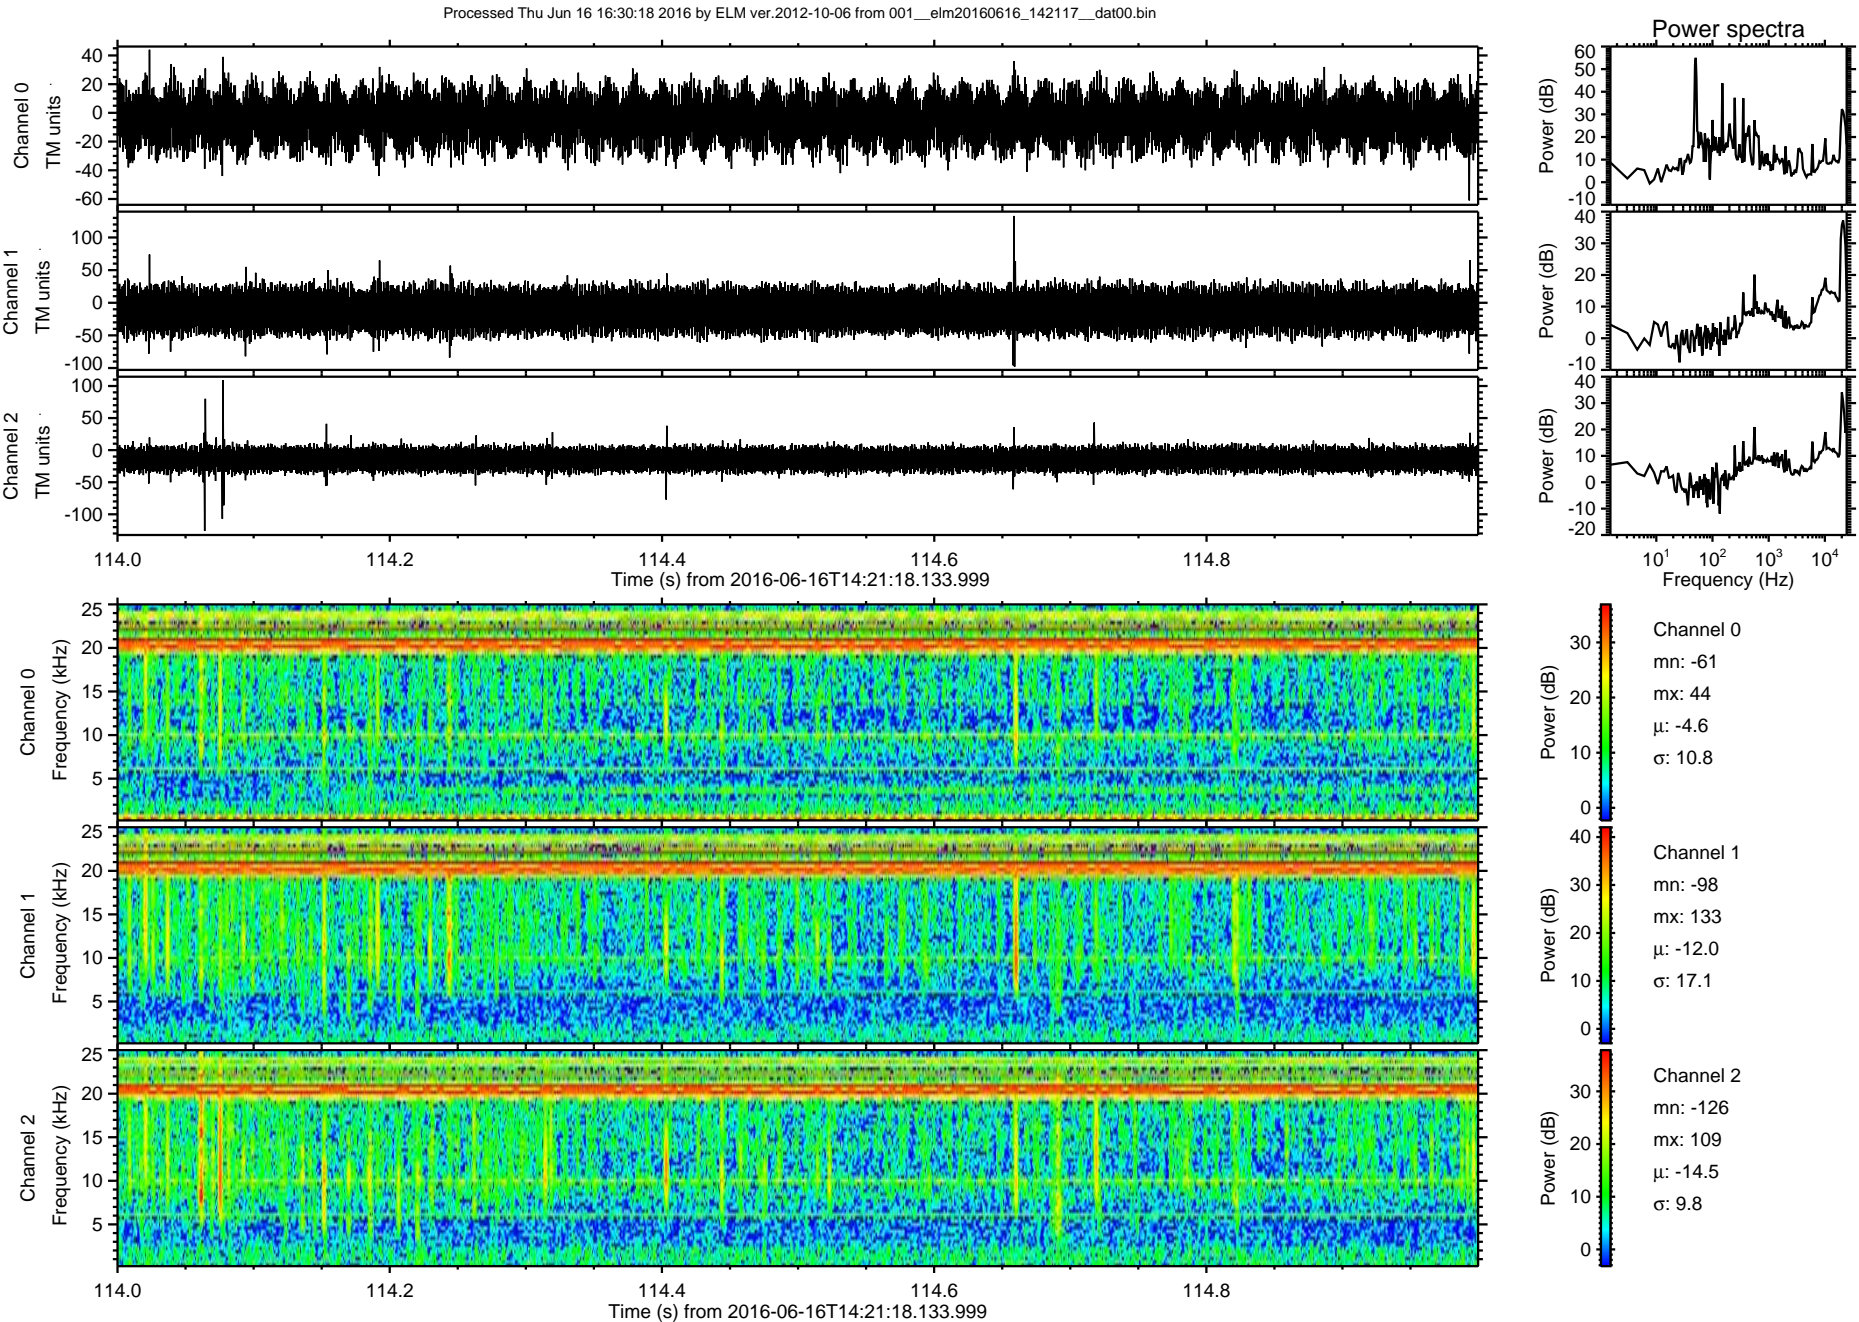 Processed Thu Jun 16 16:30:18 2016 by ELM ver.2012-10-06 from 001__elm20160616_142117__dat00.bin
Power spectra
Channel 0
TM units
40
20
0
-20
-40
-60
Power (dB)
60
50
40
30
20
10
0
-10
Channel 1
TM units
100
50
0
-50
-100
Power (dB)
40
30
20
10
0
-10
Channel 2
TM units
100
50
0
-50
-100
Power (dB)
40
30
20
10
0
-10
-20
114.0 114.2 114.4 114.6 114.8
Time (s) from 2016-06-16T14:21:18.133.999
10^1 10^2 10^3 10^4
Frequency (Hz)
Channel 0
Frequency (kHz)
25
20
15
10
5
Power (dB)
30
20
10
0
Channel 0
mn: -61
mx: 44
μ: -4.6
σ: 10.8
Channel 1
Frequency (kHz)
25
20
15
10
5
Power (dB)
40
30
20
10
0
Channel 1
mn: -98
mx: 133
μ: -12.0
σ: 17.1
Channel 2
Frequency (kHz)
25
20
15
10
5
Power (dB)
30
20
10
0
Channel 2
mn: -126
mx: 109
μ: -14.5
σ: 9.8
114.0 114.2 114.4 114.6 114.8
Time (s) from 2016-06-16T14:21:18.133.999